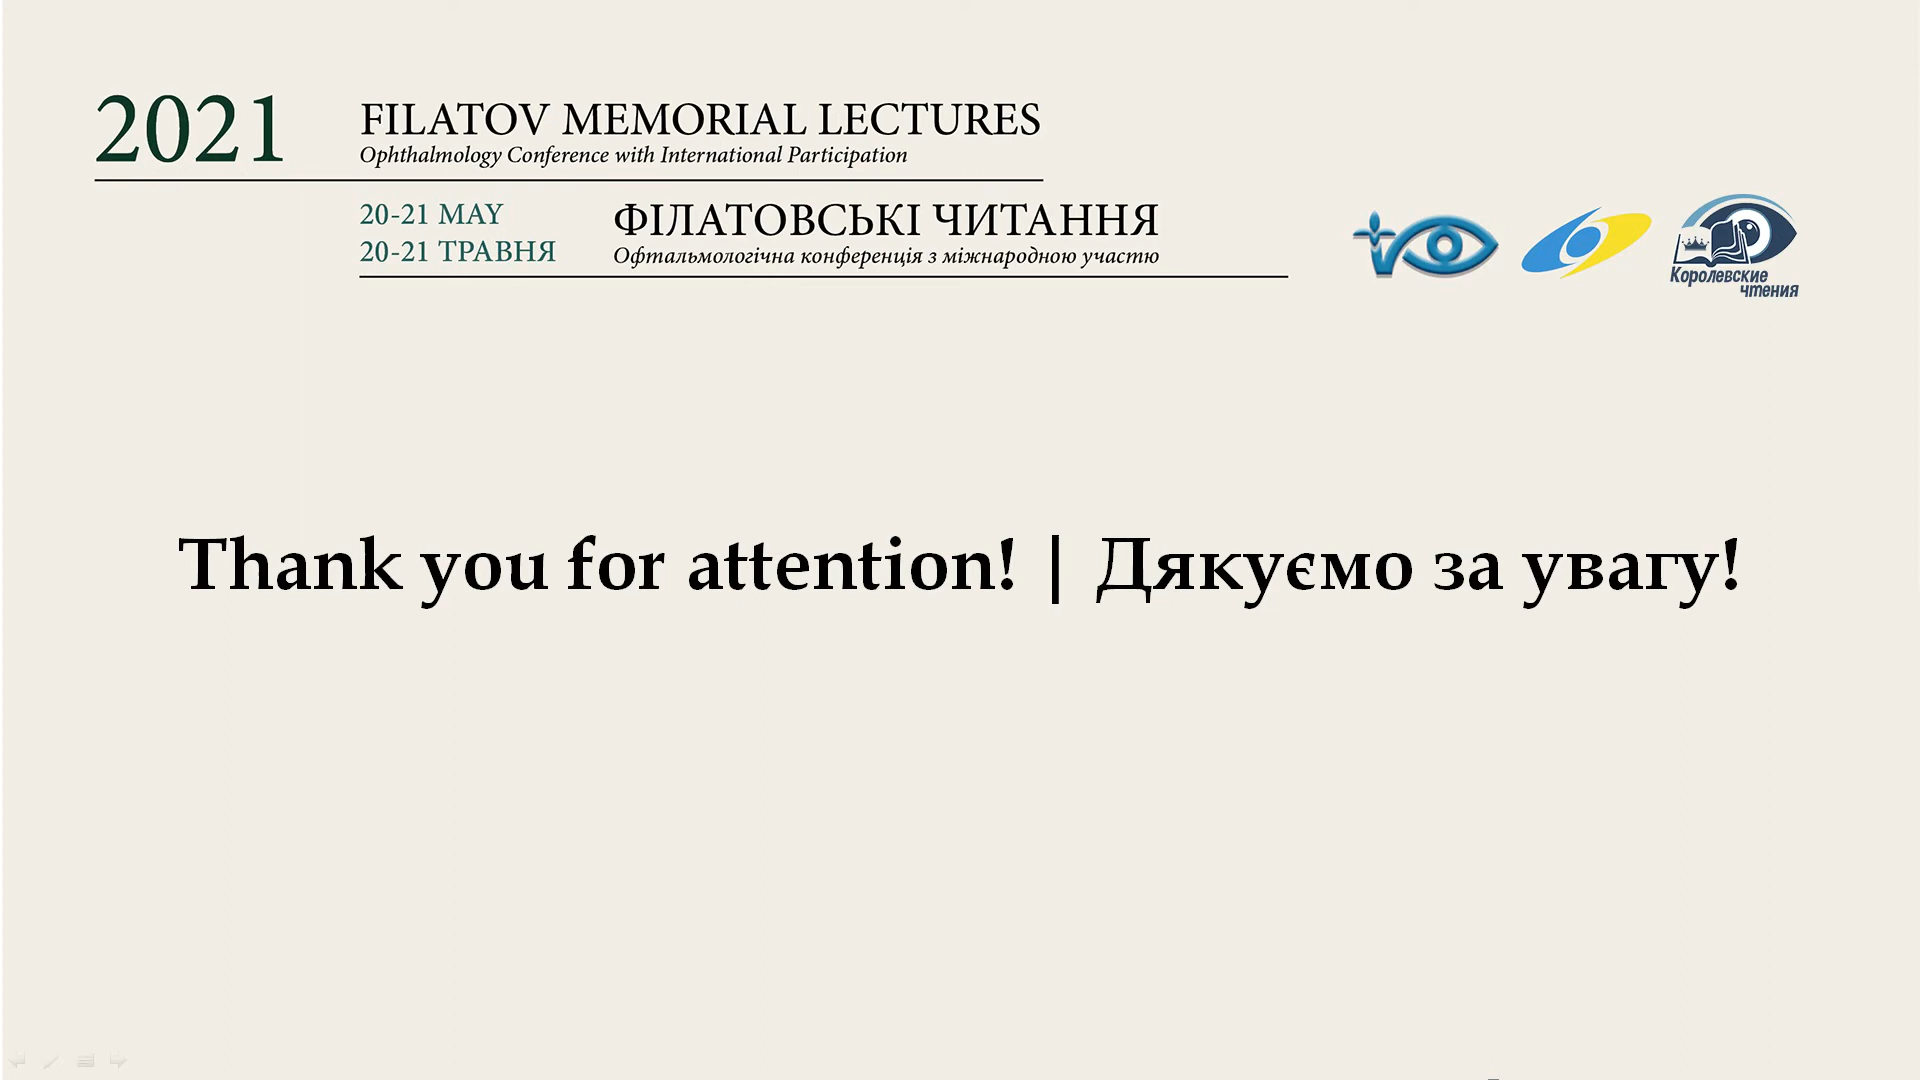 2021
FILATOV MEMORIAL LECTURES
Ophthalmology Conference with International Participation
20-21 MAY
20-21 ТРАВНЯ
ФІЛАТОВСЬКІ ЧИТАННЯ
Офтальмологічна конференція з міжнародною участю
Королевские
чтения
Thank you for attention! | Дякуємо за увагу!